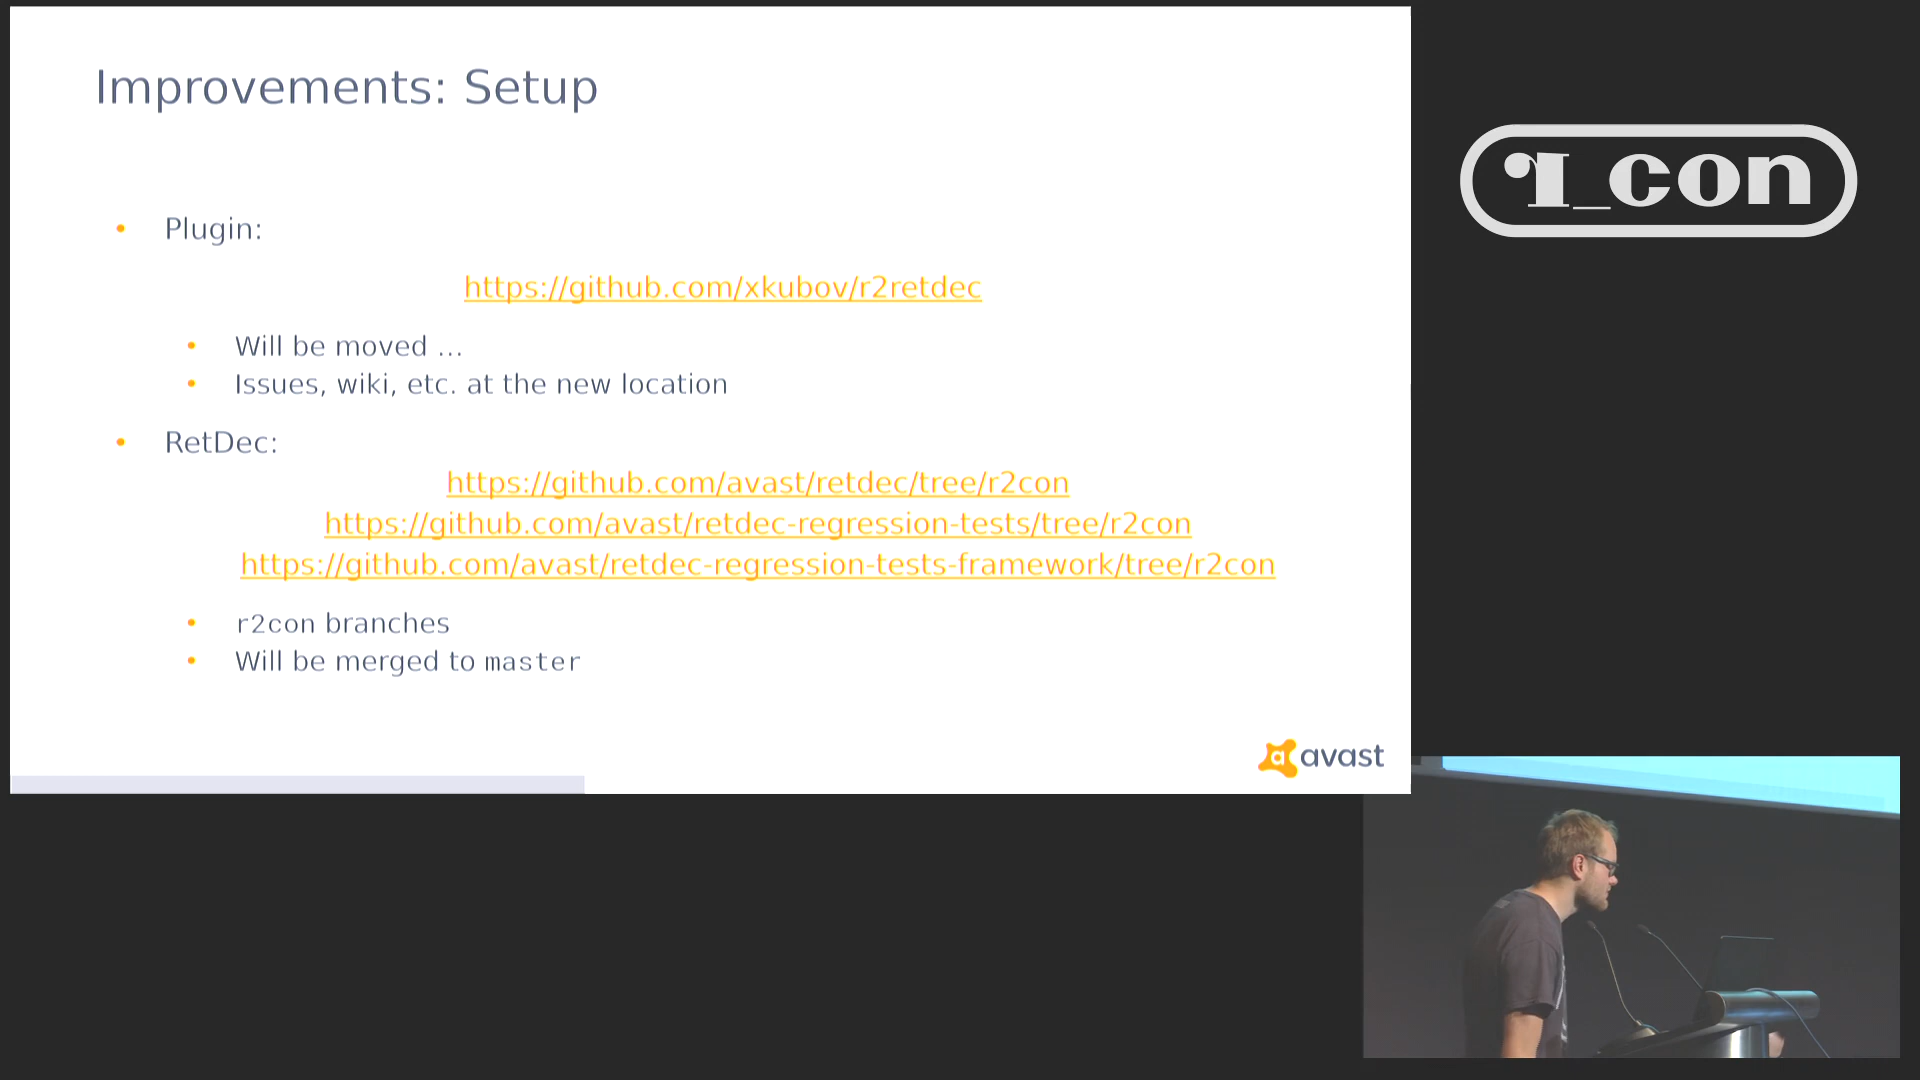 Improvements: Setup
r_con
• Plugin:
https://github.com/xkubov/r2retdec
• Will be moved ...
• Issues, wiki, etc. at the new location
• RetDec:
https://github.com/avast/retdec/tree/r2con
https://github.com/avast/retdec-regression-tests/tree/r2con
https://github.com/avast/retdec-regression-tests-framework/tree/r2con
• r2con branches
• Will be merged to master
avast